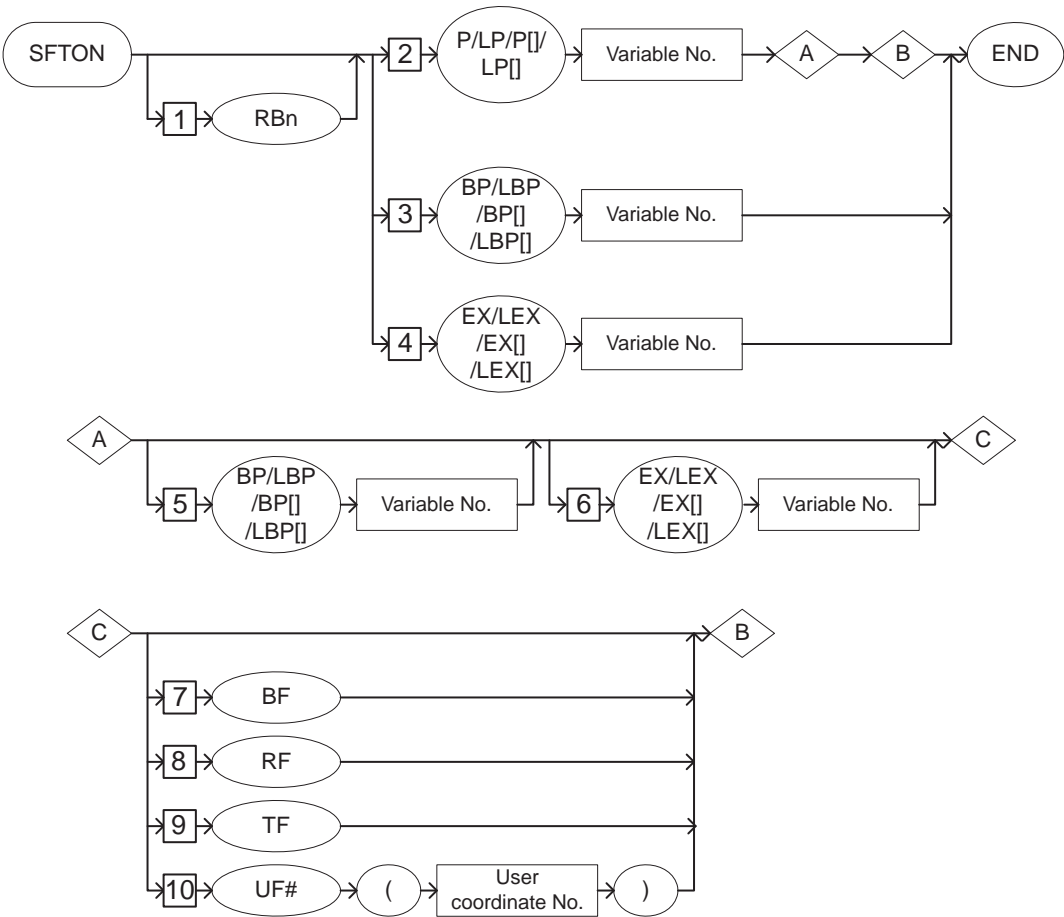 SFTON
1
RBn
2
P/LP/P[]/
LP[]
Variable No.
A
B
END
3
BP/LBP
/BP[]
/LBP[]
Variable No.
4
EX/LEX
/EX[]
/LEX[]
Variable No.
A
5
BP/LBP
/BP[]
/LBP[]
Variable No.
6
EX/LEX
/EX[]
/LEX[]
Variable No.
C
C
B
7
BF
8
RF
9
TF
10
UF#
(
User
coordinate No.
)